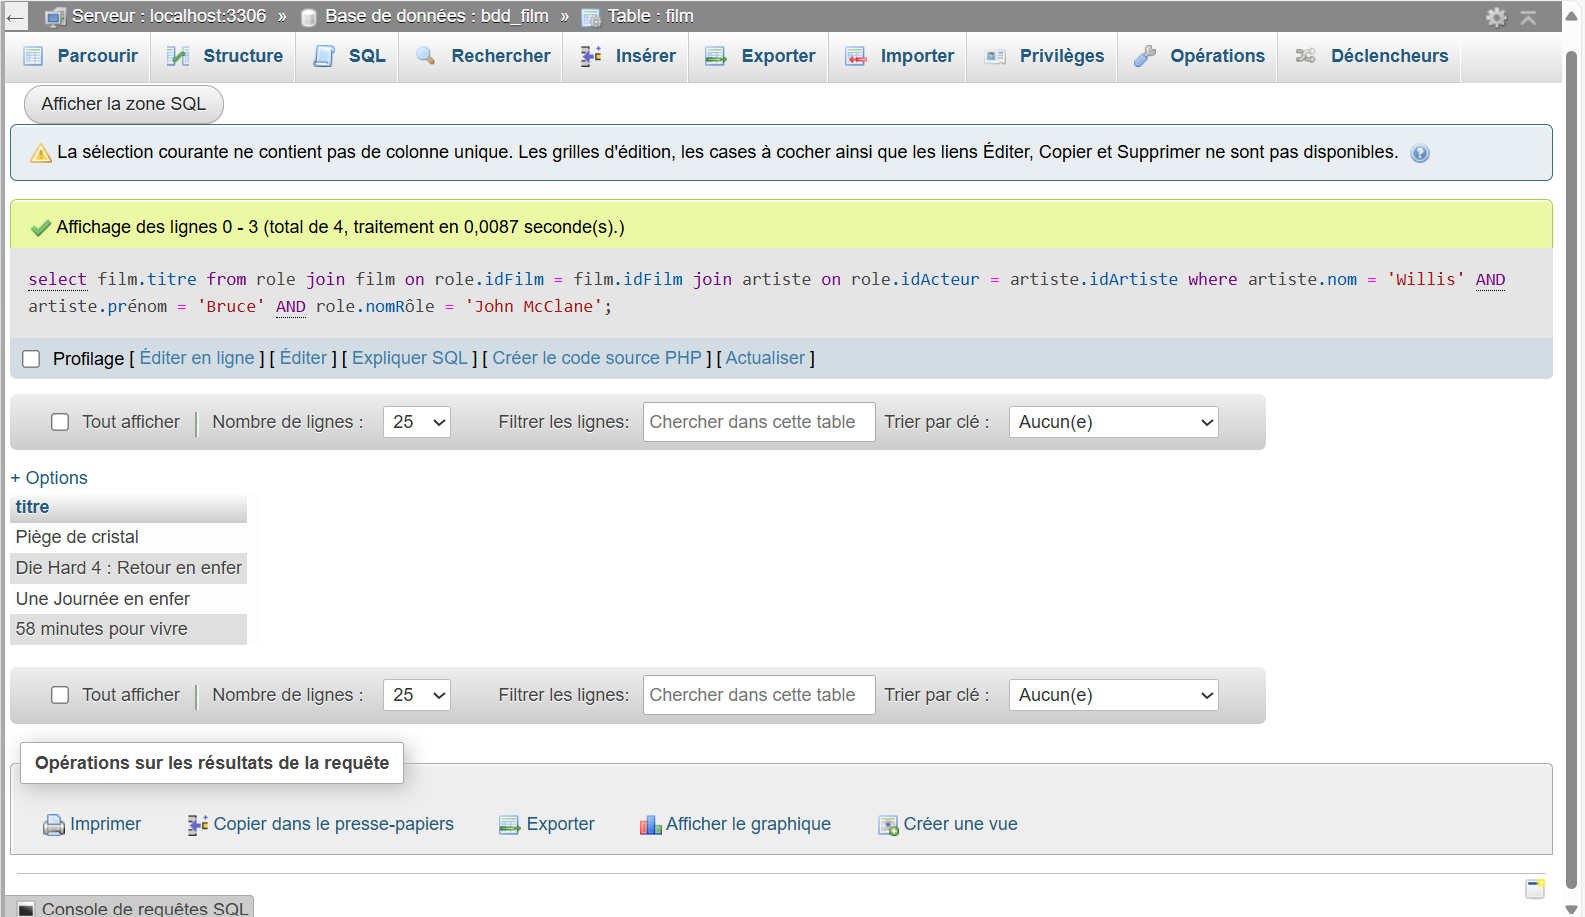 Serveur : localhost:3306 » Base de données : bdd_film » Table : film
Parcourir Structure SQL Rechercher Insérer Exporter Importer Privilèges Opérations Déclencheurs
Afficher la zone SQL
La sélection courante ne contient pas de colonne unique. Les grilles d'édition, les cases à cocher ainsi que les liens Éditer, Copier et Supprimer ne sont pas disponibles.
Affichage des lignes 0 - 3 (total de 4, traitement en 0,0087 seconde(s).)
select film.titre from role join film on role.idFilm = film.idFilm join artiste on role.idActeur = artiste.idArtiste where artiste.nom = 'Willis' AND
artiste.prénom = 'Bruce' AND role.nomRôle = 'John McClane';
Profilage [ Éditer en ligne ] [ Éditer ] [ Expliquer SQL ] [ Créer le code source PHP ] [ Actualiser ]
Tout afficher | Nombre de lignes : 25 Filtrer les lignes: Chercher dans cette table Trier par clé : Aucun(e)
+ Options
titre
Piège de cristal
Die Hard 4 : Retour en enfer
Une Journée en enfer
58 minutes pour vivre
Tout afficher | Nombre de lignes : 25 Filtrer les lignes: Chercher dans cette table Trier par clé : Aucun(e)
Opérations sur les résultats de la requête
Imprimer Copier dans le presse-papiers Exporter Afficher le graphique Créer une vue
Console de requêtes SQL